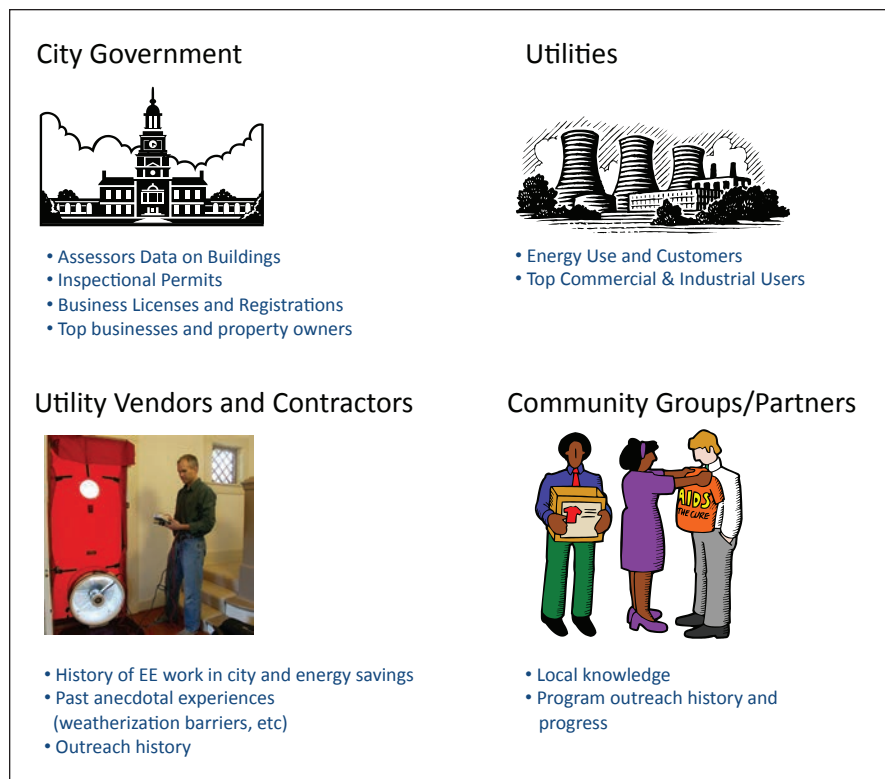 City Government
• Assessors Data on Buildings
• Inspectional Permits
• Business Licenses and Registrations
• Top businesses and property owners
Utilities
• Energy Use and Customers
• Top Commercial & Industrial Users
Utility Vendors and Contractors
• History of EE work in city and energy savings
• Past anecdotal experiences
(weatherization barriers, etc)
• Outreach history
Community Groups/Partners
AIDS
THE CURE
• Local knowledge
• Program outreach history and
progress